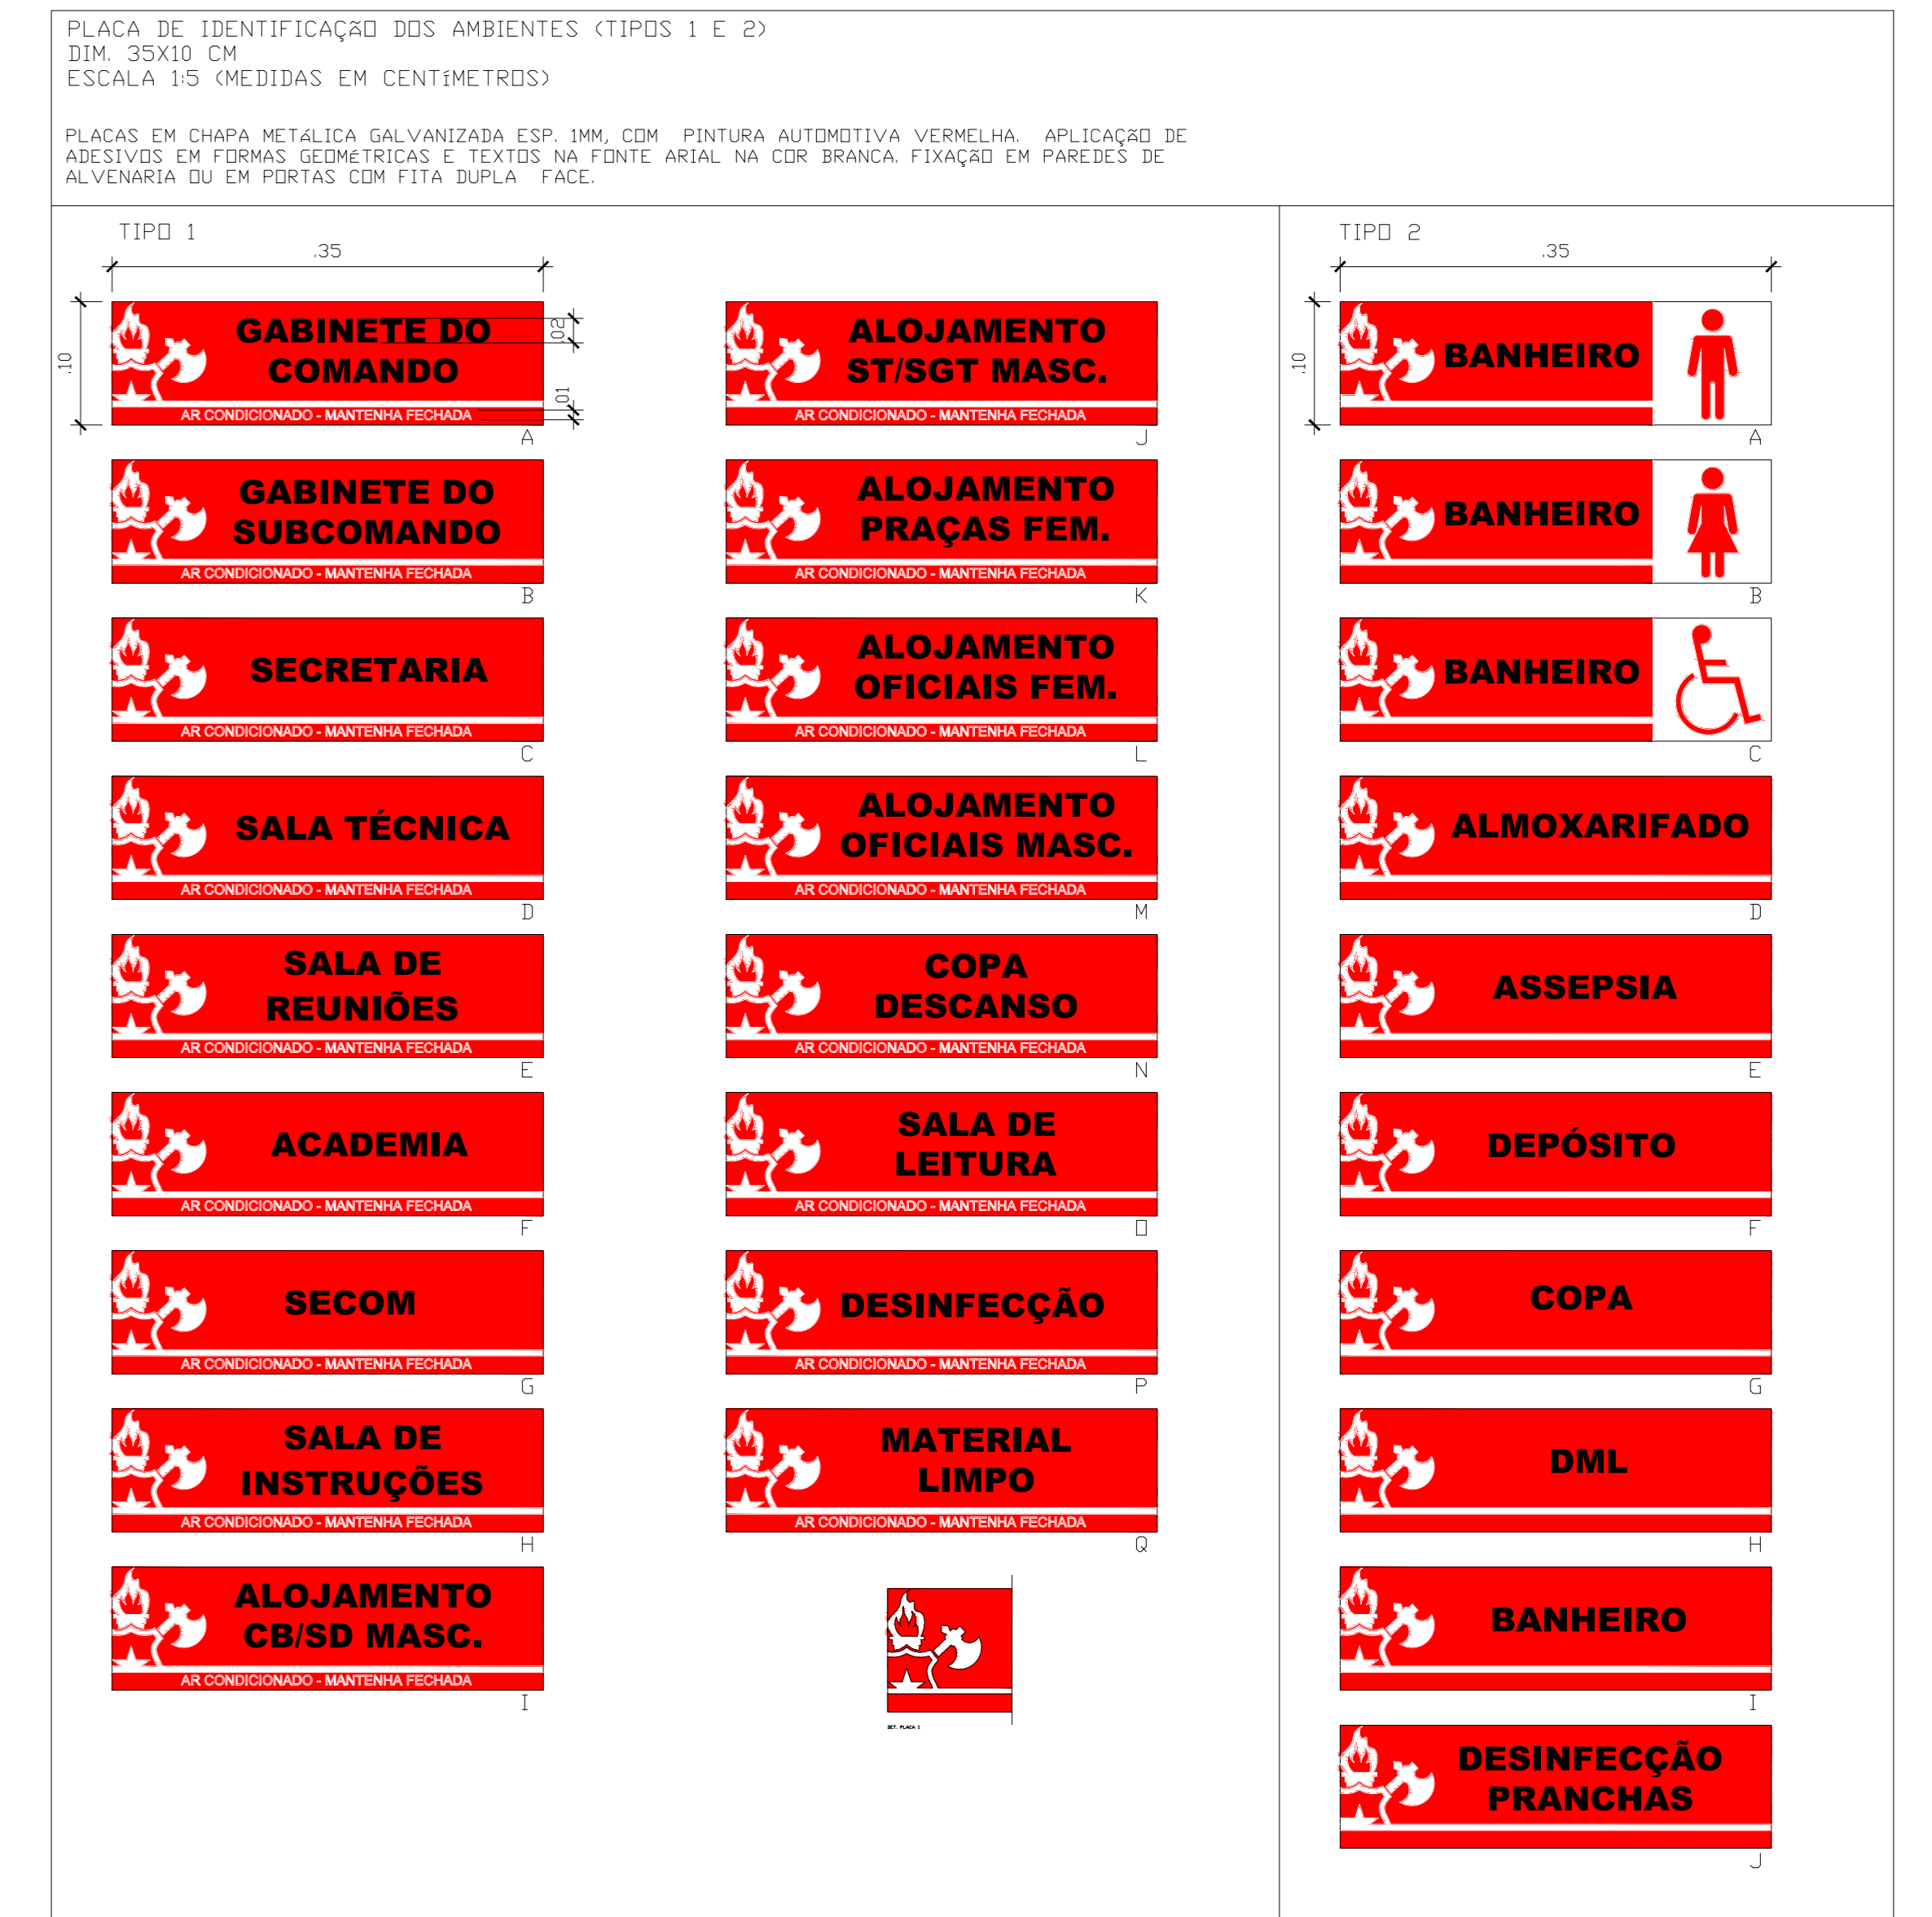 PLACA DE IDENTIFICAÇãO DOS AMBIENTES (TIPOS 1 E 2)
DIM. 35X10 CM
ESCALA 1:5 (MEDIDAS EM CENTíMETROS)
PLACAS EM CHAPA METáLICA GALVANIZADA ESP. 1MM, COM PINTURA AUTOMOTIVA VERMELHA. APLICAÇãO DE
ADESIVOS EM FORMAS GEOMéTRICAS E TEXTOS NA FONTE ARIAL NA COR BRANCA. FIXAÇãO EM PAREDES DE
ALVENARIA OU EM PORTAS COM FITA DUPLA FACE.
TIPO 1
.35
.10
.02
.01
GABINETE DO
COMANDO
AR CONDICIONADO - MANTENHA FECHADA
A
GABINETE DO
SUBCOMANDO
AR CONDICIONADO - MANTENHA FECHADA
B
SECRETARIA
AR CONDICIONADO - MANTENHA FECHADA
C
SALA TÉCNICA
AR CONDICIONADO - MANTENHA FECHADA
D
SALA DE
REUNIÕES
AR CONDICIONADO - MANTENHA FECHADA
E
ACADEMIA
AR CONDICIONADO - MANTENHA FECHADA
F
SECOM
AR CONDICIONADO - MANTENHA FECHADA
G
SALA DE
INSTRUÇÕES
AR CONDICIONADO - MANTENHA FECHADA
H
ALOJAMENTO
CB/SD MASC.
AR CONDICIONADO - MANTENHA FECHADA
I
ALOJAMENTO
ST/SGT MASC.
AR CONDICIONADO - MANTENHA FECHADA
J
ALOJAMENTO
PRAÇAS FEM.
AR CONDICIONADO - MANTENHA FECHADA
K
ALOJAMENTO
OFICIAIS FEM.
AR CONDICIONADO - MANTENHA FECHADA
L
ALOJAMENTO
OFICIAIS MASC.
AR CONDICIONADO - MANTENHA FECHADA
M
COPA
DESCANSO
AR CONDICIONADO - MANTENHA FECHADA
N
SALA DE
LEITURA
AR CONDICIONADO - MANTENHA FECHADA
O
DESINFECÇÃO
AR CONDICIONADO - MANTENHA FECHADA
P
MATERIAL
LIMPO
AR CONDICIONADO - MANTENHA FECHADA
Q
DET. PLACA 1
TIPO 2
.35
.10
BANHEIRO
A
BANHEIRO
B
BANHEIRO
C
ALMOXARIFADO
D
ASSEPSIA
E
DEPÓSITO
F
COPA
G
DML
H
BANHEIRO
I
DESINFECÇÃO
PRANCHAS
J